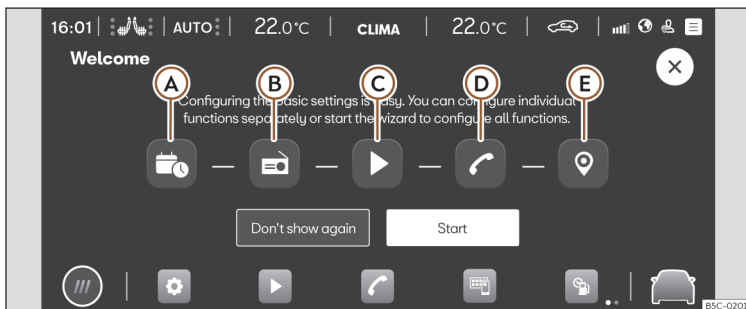 16:01 AUTO 22.0°C CLIMA 22.0°C
Welcome
A B C D E
Configuring the basic settings is easy. You can configure individual
functions separately or start the wizard to configure all functions.
Don't show again Start
B5C-0201